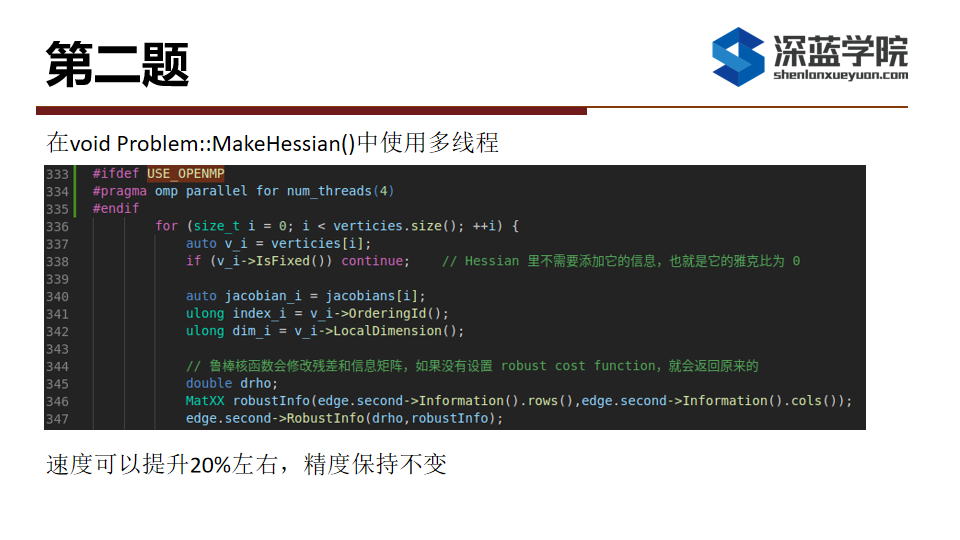 第二题
深蓝学院
shenlanxueyuan.com
在void Problem::MakeHessian()中使用多线程
333 #ifdef USE_OPENMP
334 #pragma omp parallel for num_threads(4)
335 #endif
336 for (size_t i = 0; i < verticies.size(); ++i) {
337 auto v_i = verticies[i];
338 if (v_i->IsFixed()) continue; // Hessian 里不需要添加它的信息，也就是它的雅克比为 0
339
340 auto jacobian_i = jacobians[i];
341 ulong index_i = v_i->OrderingId();
342 ulong dim_i = v_i->LocalDimension();
343
344 // 鲁棒核函数会修改残差和信息矩阵，如果没有设置 robust cost function，就会返回原来的
345 double drho;
346 MatXX robustInfo(edge.second->Information().rows(),edge.second->Information().cols());
347 edge.second->RobustInfo(drho,robustInfo);
速度可以提升20%左右，精度保持不变